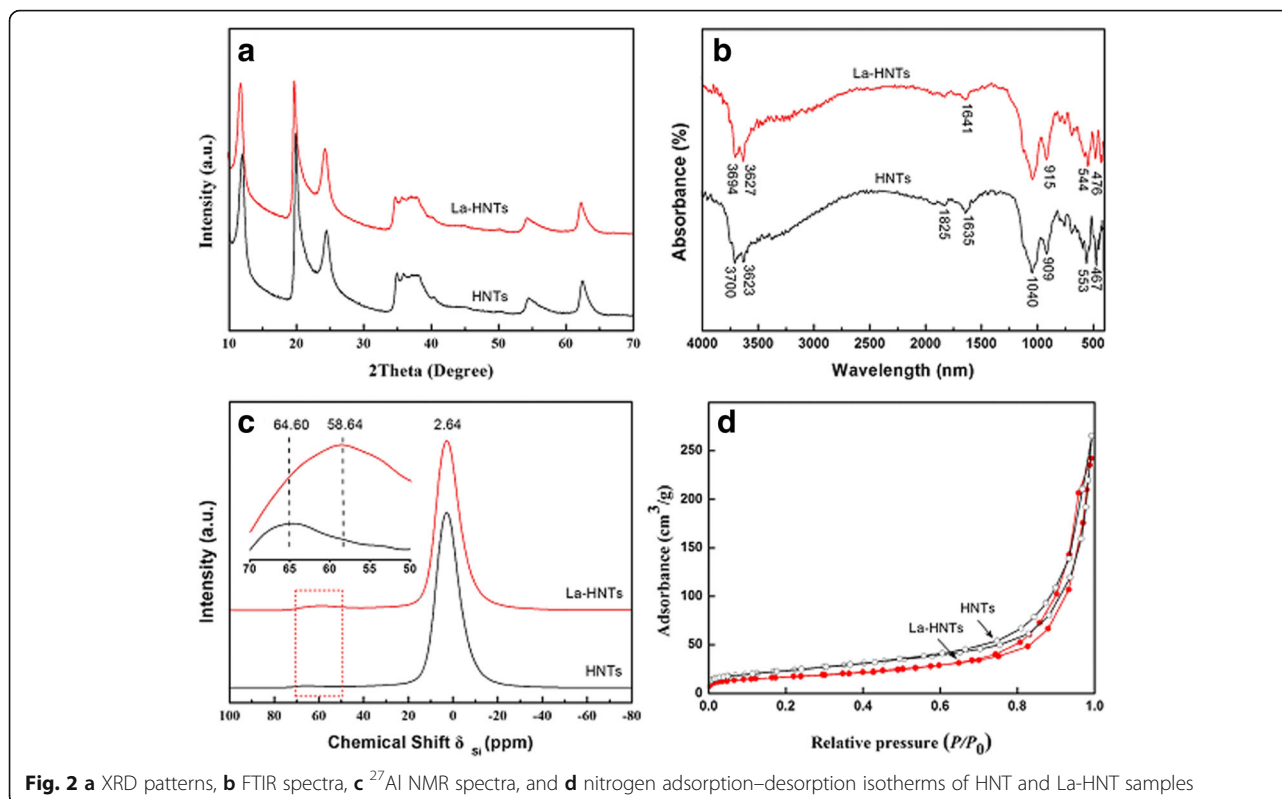 a
Intensity (a.u.)
La-HNTs
HNTs
10 20 30 40 50 60 70
2Theta (Degree)
b
Absorbance (%)
La-HNTs
1641
3694 3627 915 544 476
HNTs
1825 1635
3700 3623 1040 909 553 467
4000 3500 3000 2500 2000 1500 1000 500
Wavelength (nm)
c
64.60 58.64 2.64
70 65 60 55 50
Intensity (a.u.)
La-HNTs
HNTs
100 80 60 40 20 0 -20 -40 -60 -80
Chemical Shift δ Si (ppm)
d
Adsorbance (cm3/g)
250
200
150
100
50
0
HNTs
La-HNTs
0.0 0.2 0.4 0.6 0.8 1.0
Relative pressure (P/P0)
Fig. 2 a XRD patterns, b FTIR spectra, c 27Al NMR spectra, and d nitrogen adsorption–desorption isotherms of HNT and La-HNT samples